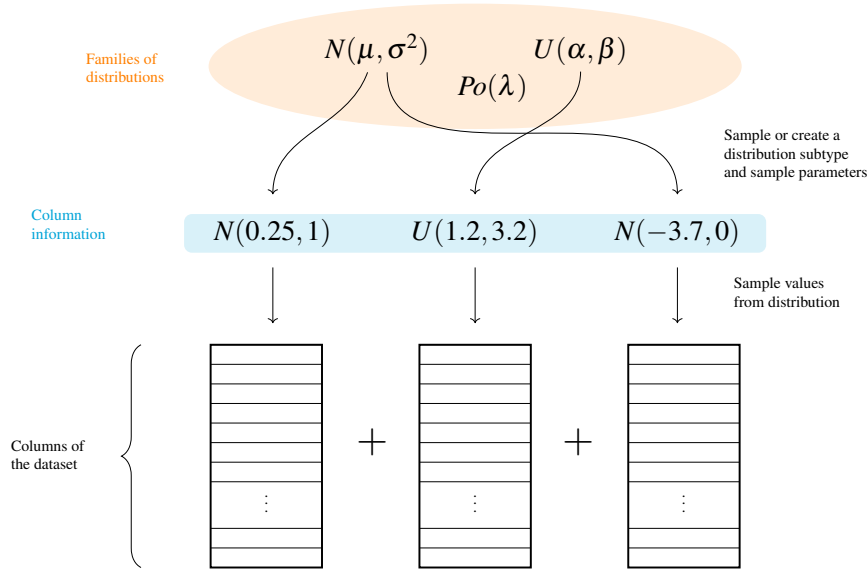 Families of
distributions
N(μ, σ²)
U(α, β)
Po(λ)
Sample or create a
distribution subtype
and sample parameters
Column
information
N(0.25, 1)
U(1.2, 3.2)
N(−3.7, 0)
Sample values
from distribution
Columns of
the dataset
⋮
+
⋮
+
⋮